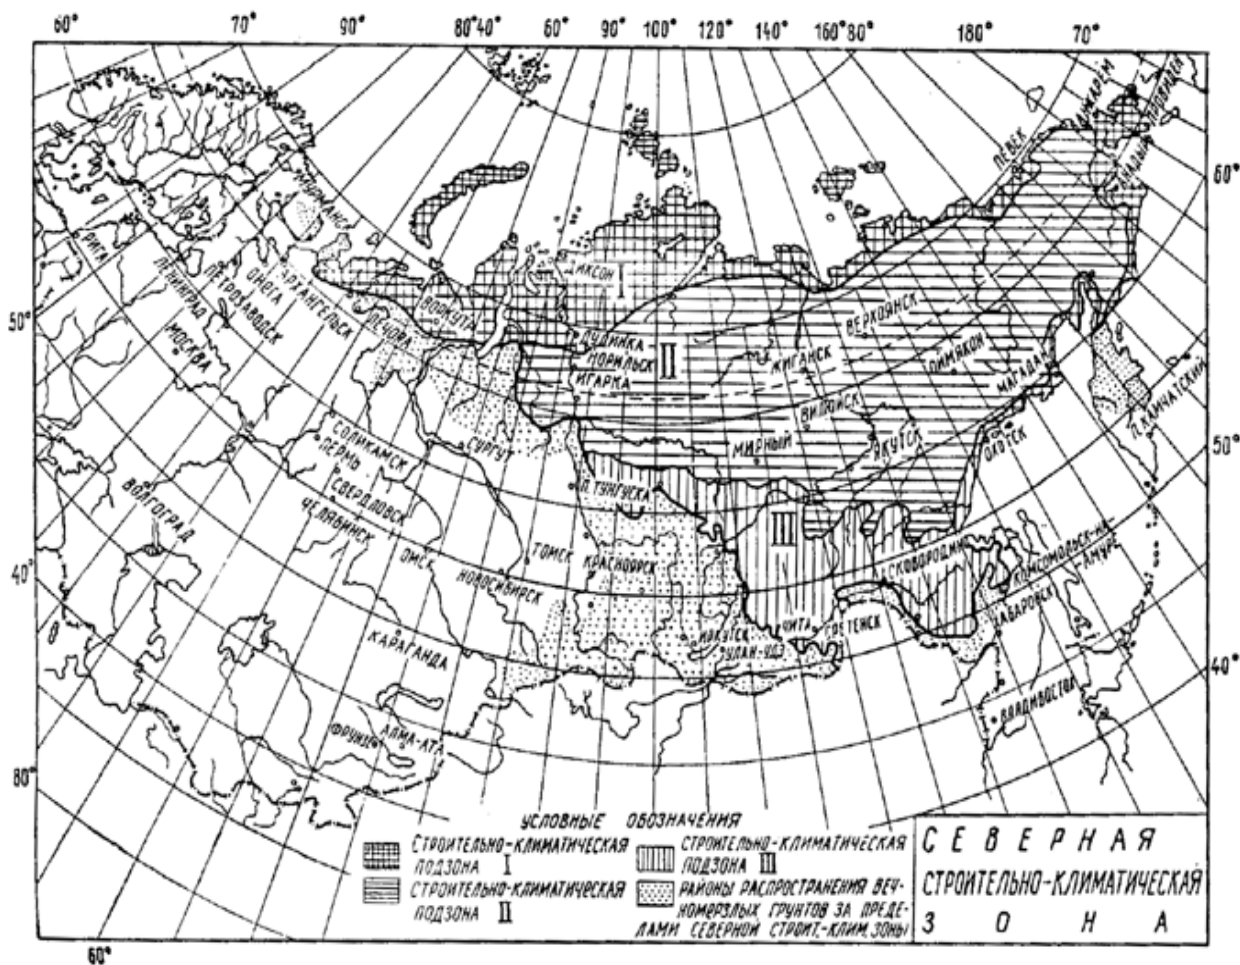 60° 70° 90° 80° 40° 50° 60° 90° 100° 110° 140° 160° 80° 180° 70°
60°
50°
40°
80°
60°
50°
40°
ПЕВЕК
АНАДЫРЬ
МУРМАНСК
РИГА
ЛЕНИНГРАД
ПЕТРОЗАВОДСК
ОНЕГА
АРХАНГЕЛЬСК
МОСКВА
ПЕЧОРА
ВОРКУТА
ДИКСОН
I
ДУДИНКА
НОРИЛЬСК
ИГАРКА
II
ЖИГАНСК
ВЕРХОЯНСК
ОЙМЯКОН
МАГАДАН
ВИЛЮЙСК
МИРНЫЙ
ЯКУТСК
ОХОТСК
П. КАМЧАТСКИЙ
СУРГУТ
СОЛИКАМСК
ПЕРМЬ
СВЕРДЛОВСК
ЧЕЛЯБИНСК
ВОЛГОГРАД
П. ТУНГУСКА
III
ОМСК
НОВОСИБИРСК
ТОМСК
КРАСНОЯРСК
СКОВОРОДИНО
КОМСОМОЛЬСК-НА-
АМУРЕ
ХАБАРОВСК
ИРКУТСК
УЛАН-УДЭ
ЧИТА
СРЕТЕНСК
КАРАГАНДА
ФРУНЗЕ
АЛМА-АТА
ВЛАДИВОСТОК
УСЛОВНЫЕ ОБОЗНАЧЕНИЯ
СТРОИТЕЛЬНО-КЛИМАТИЧЕСКАЯ
ПОДЗОНА I
СТРОИТЕЛЬНО-КЛИМАТИЧЕСКАЯ
ПОДЗОНА II
СТРОИТЕЛЬНО-КЛИМАТИЧЕСКАЯ
ПОДЗОНА III
РАЙОНЫ РАСПРОСТРАНЕНИЯ ВЕЧ-
НОМЕРЗЛЫХ ГРУНТОВ ЗА ПРЕДЕ-
ЛАМИ СЕВЕРНОЙ СТРОИТ.-КЛИМ. ЗОНЫ
СЕВЕРНАЯ
СТРОИТЕЛЬНО-КЛИМАТИЧЕСКАЯ
ЗОНА